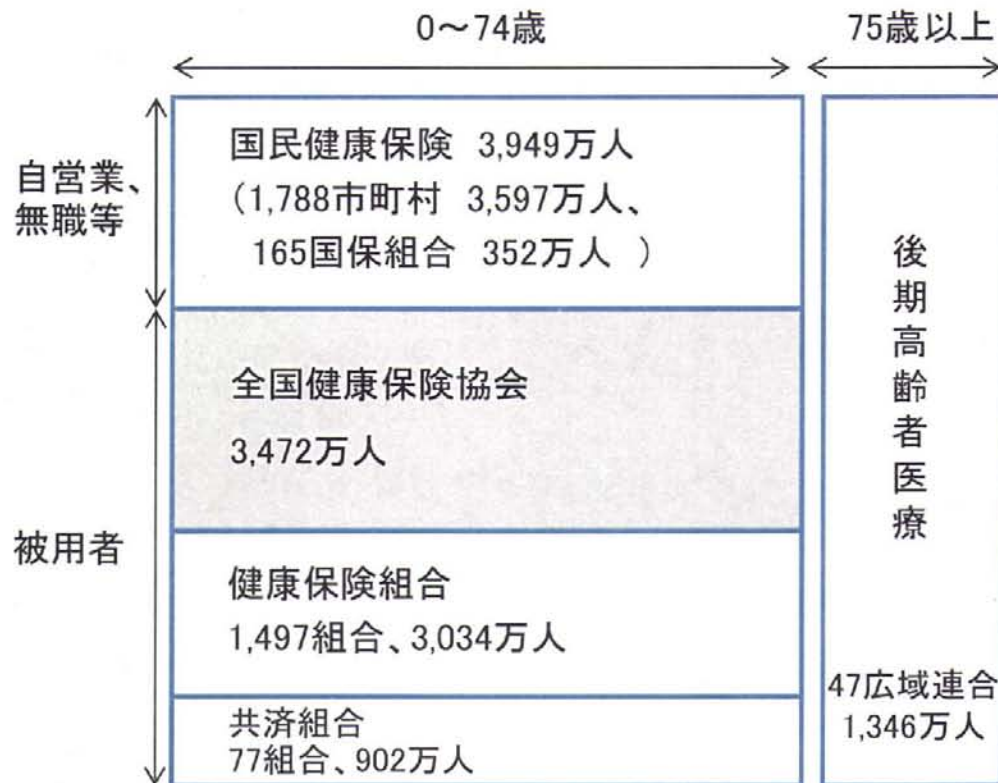 0～74歳
75歳以上
自営業、
無職等
国民健康保険 3,949万人
（1,788市町村 3,597万人、
165国保組合 352万人 ）
全国健康保険協会
3,472万人
被用者
健康保険組合
1,497組合、3,034万人
共済組合
77組合、902万人
後期高齢者医療
47広域連合
1,346万人